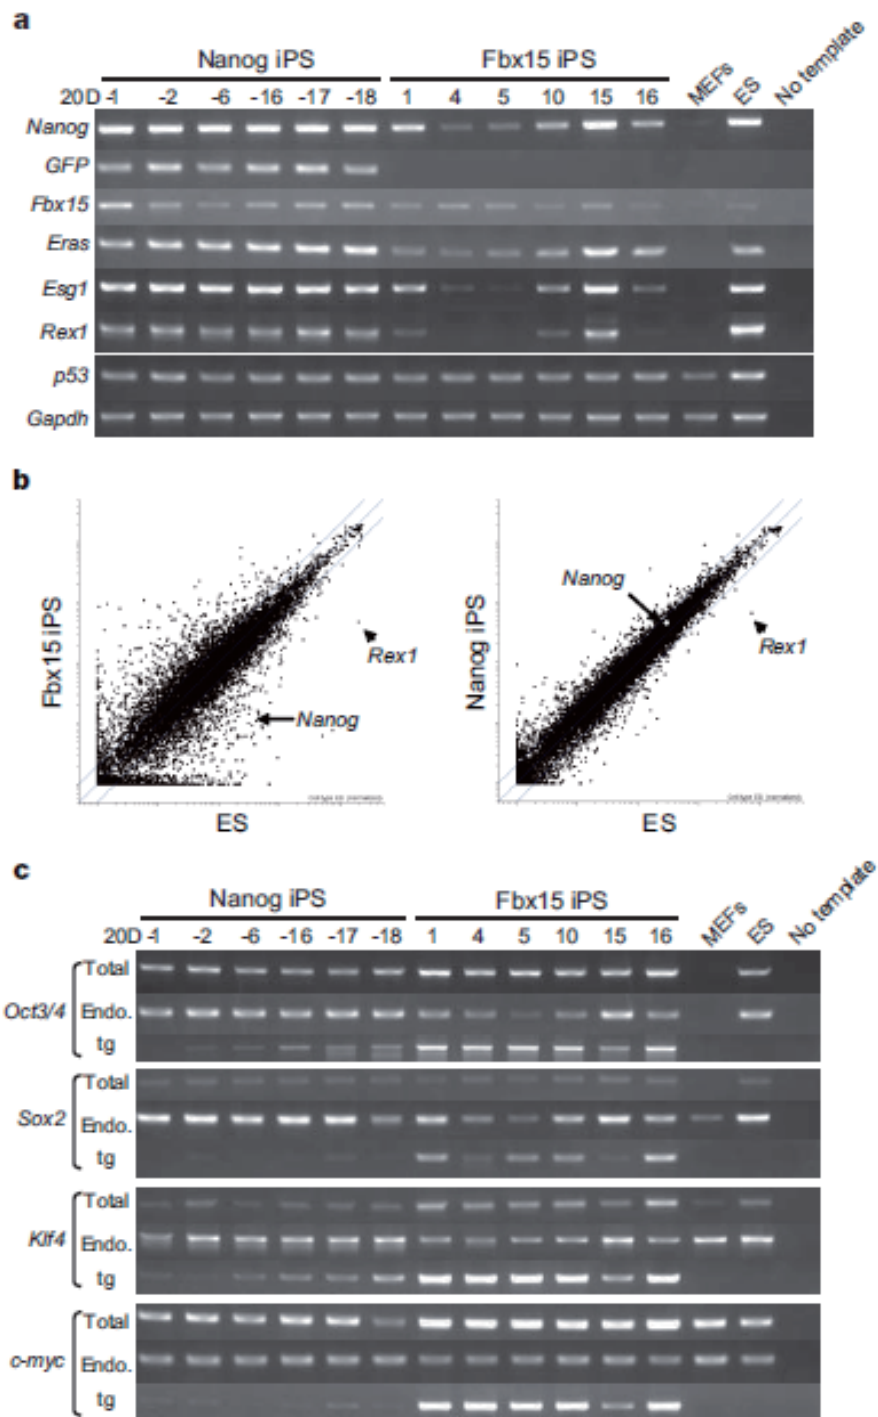 a
Nanog iPS Fbx15 iPS
20D -1 -2 -6 -16 -17 -18 1 4 5 10 15 16 MEFs ES No template
Nanog
GFP
Fbx15
Eras
Esg1
Rex1
p53
Gapdh
b
Fbx15 iPS
Rex1
Nanog
ES
Nanog iPS
Nanog
Rex1
ES
c
Nanog iPS Fbx15 iPS
20D -1 -2 -6 -16 -17 -18 1 4 5 10 15 16 MEFs ES No template
Oct3/4
Total
Endo.
tg
Sox2
Total
Endo.
tg
Klf4
Total
Endo.
tg
c-myc
Total
Endo.
tg